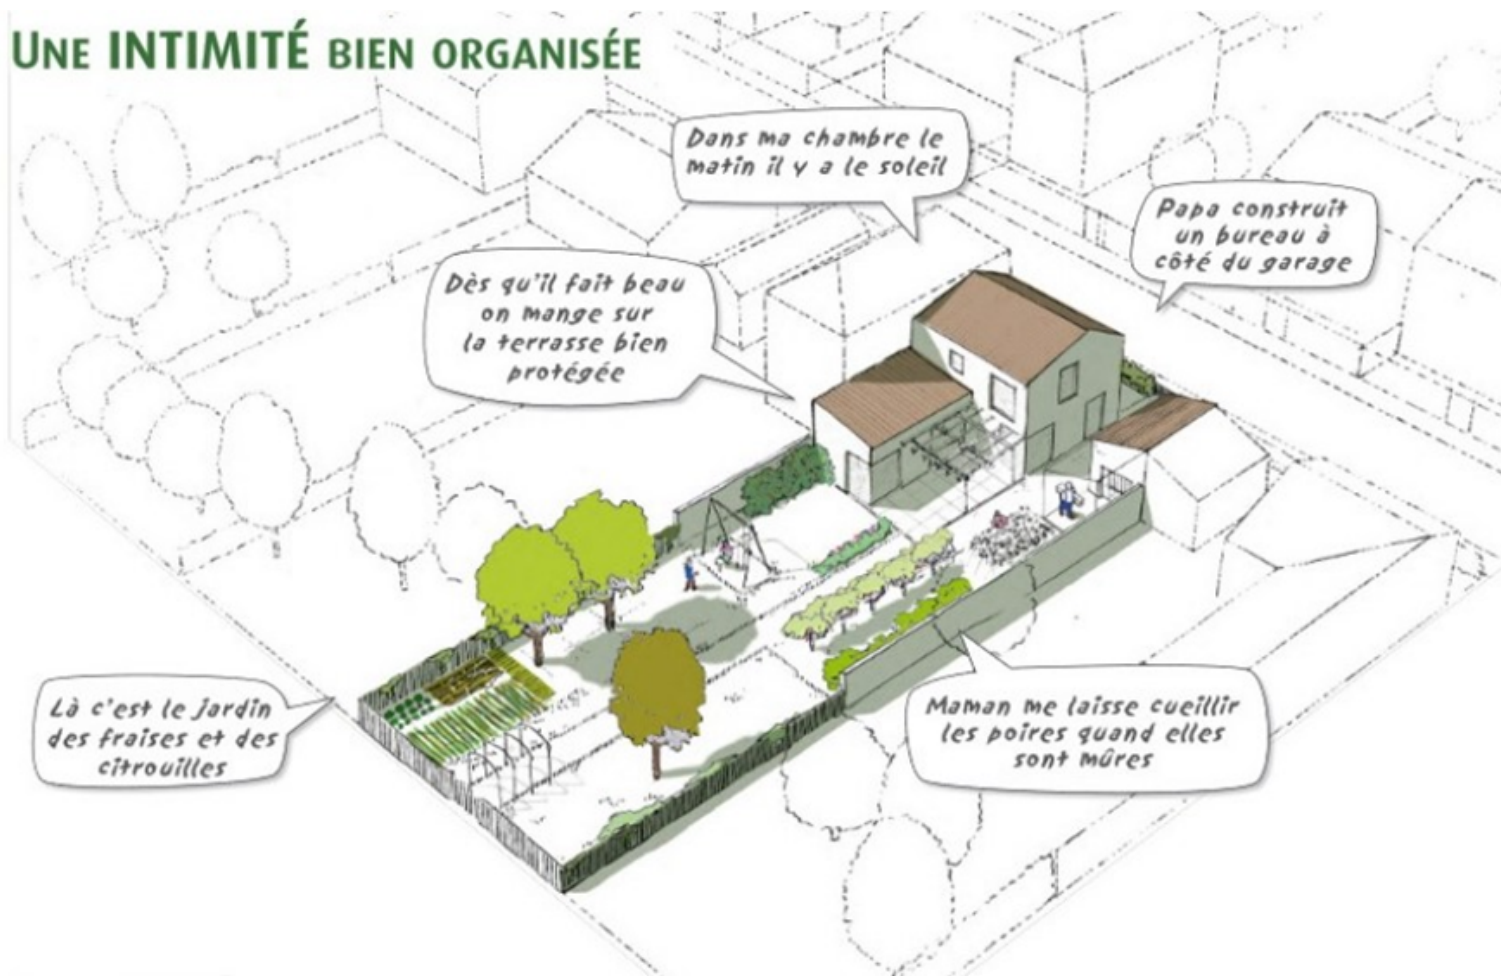 UNE INTIMITÉ BIEN ORGANISÉE
Dans ma chambre le
matin il y a le soleil
Papa construit
un bureau à
côté du garage
Dès qu'il fait beau
on mange sur
la terrasse bien
protégée
Là c'est le jardin
des fraises et des
citrouilles
Maman me laisse cueillir
les poires quand elles
sont mûres